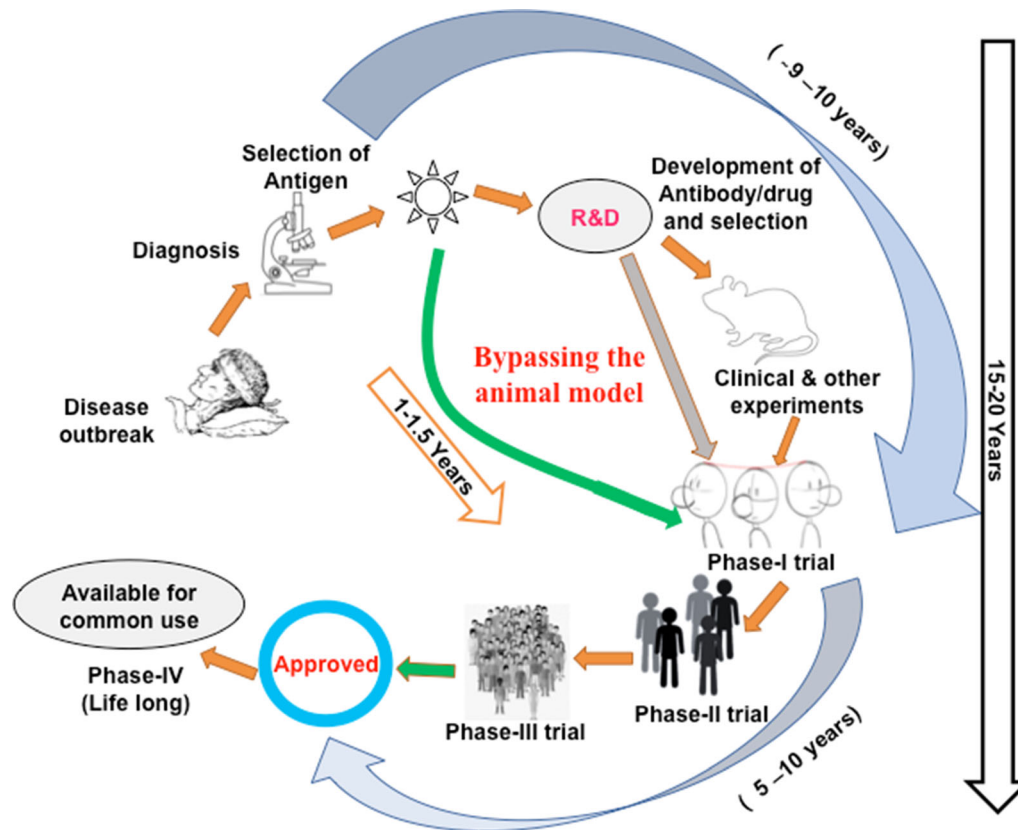 ( ~9 –10 years)
Selection of
Antigen
Development of
Antibody/drug
and selection
R&D
Diagnosis
Bypassing the
animal model
Clinical & other
experiments
15-20 Years
Disease
outbreak
1-1.5 Years
Phase-I trial
Available for
common use
Approved
Phase-IV
(Life long)
Phase-III trial
Phase-II trial
( 5 –10 years)